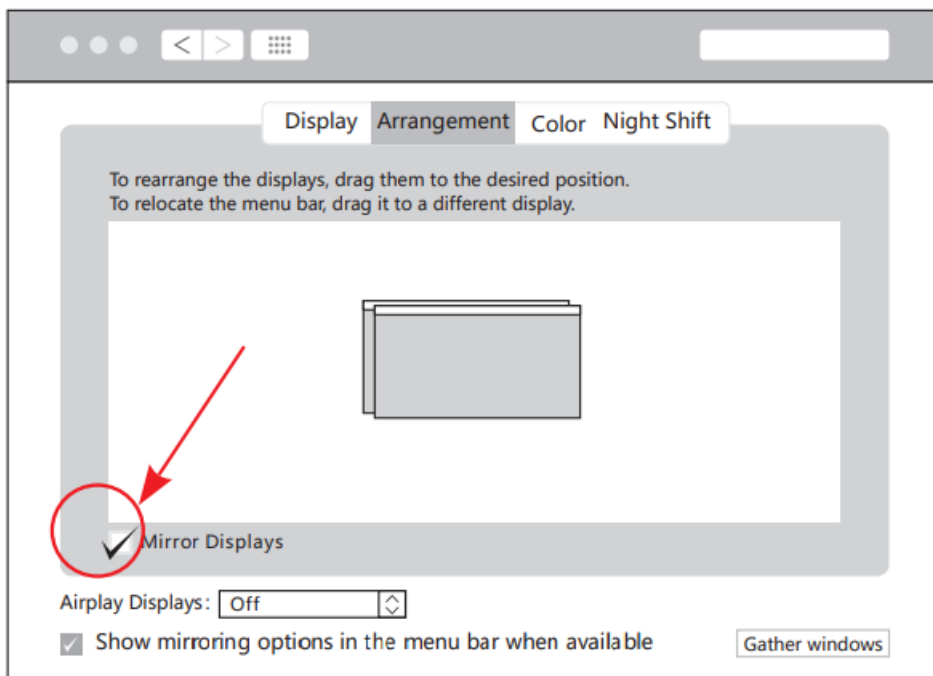 Display Arrangement Color Night Shift
To rearrange the displays, drag them to the desired position.
To relocate the menu bar, drag it to a different display.
Mirror Displays
Airplay Displays: Off
Show mirroring options in the menu bar when available
Gather windows